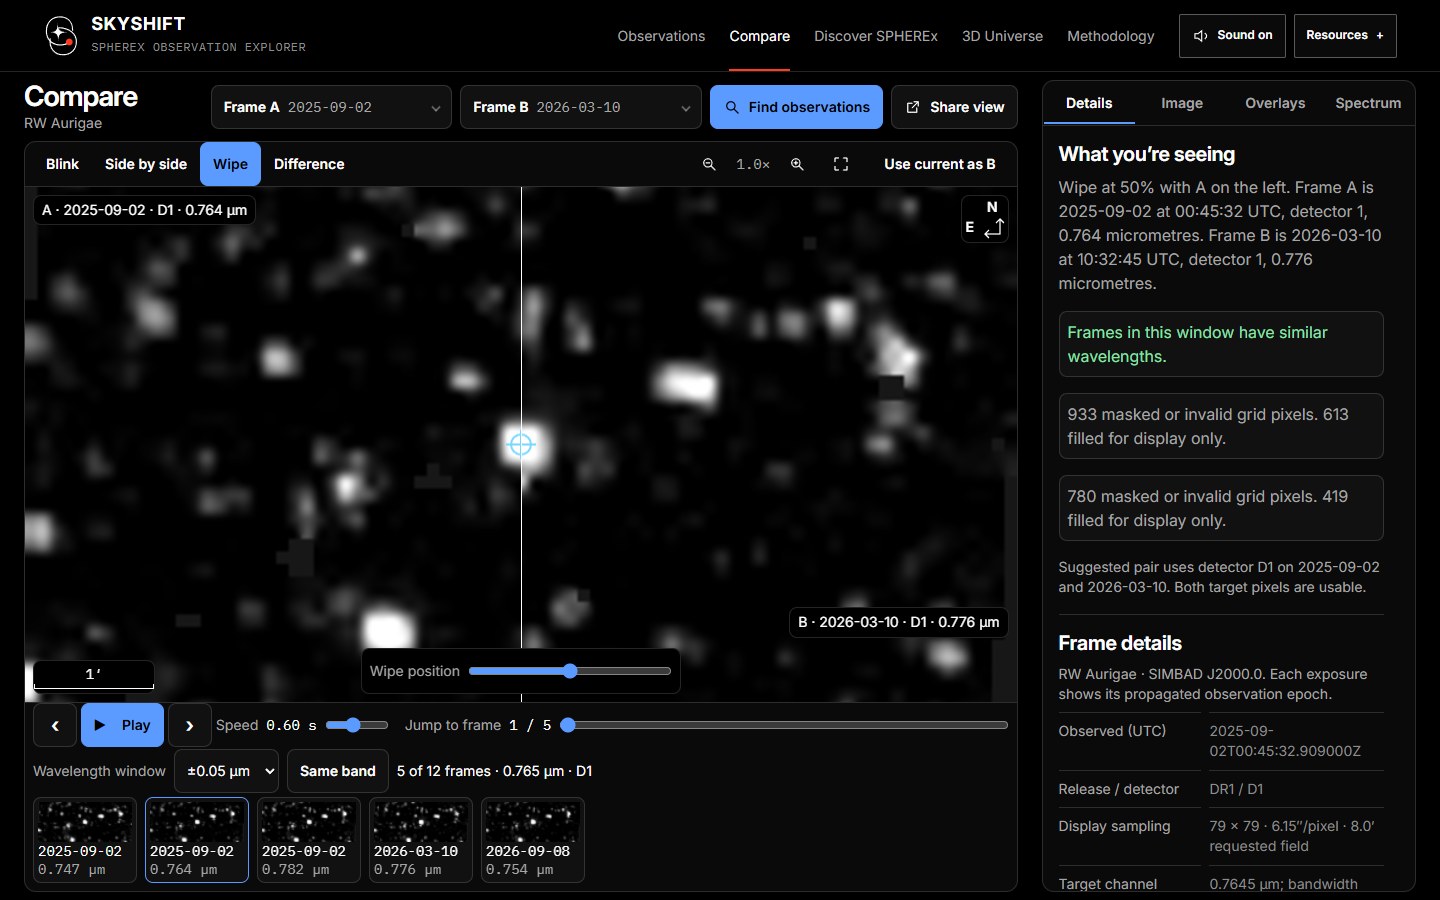 SKYSHIFT
SPHEREX OBSERVATION EXPLORER
Observations
Compare
Discover SPHEREx
3D Universe
Methodology
Sound on
Resources +
Compare
RW Aurigae
Frame A 2025-09-02
Frame B 2026-03-10
Find observations
Share view
Blink
Side by side
Wipe
Difference
1.0×
Use current as B
A · 2025-09-02 · D1 · 0.764 µm
N
E
B · 2026-03-10 · D1 · 0.776 µm
1′
Wipe position
‹
Play
›
Speed 0.60 s
Jump to frame 1 / 5
Wavelength window
±0.05 µm
Same band
5 of 12 frames · 0.765 µm · D1
2025-09-02
0.747 µm
2025-09-02
0.764 µm
2025-09-02
0.782 µm
2026-03-10
0.776 µm
2026-09-08
0.754 µm
Details
Image
Overlays
Spectrum
What you’re seeing
Wipe at 50% with A on the left. Frame A is
2025-09-02 at 00:45:32 UTC, detector 1,
0.764 micrometres. Frame B is 2026-03-10
at 10:32:45 UTC, detector 1, 0.776
micrometres.
Frames in this window have similar
wavelengths.
933 masked or invalid grid pixels. 613
filled for display only.
780 masked or invalid grid pixels. 419
filled for display only.
Suggested pair uses detector D1 on 2025-09-02
and 2026-03-10. Both target pixels are usable.
Frame details
RW Aurigae · SIMBAD J2000.0. Each exposure
shows its propagated observation epoch.
Observed (UTC)
2025-09-
02T00:45:32.909000Z
Release / detector
DR1 / D1
Display sampling
79 × 79 · 6.15″/pixel · 8.0′
requested field
Target channel
0.7645 µm; bandwidth